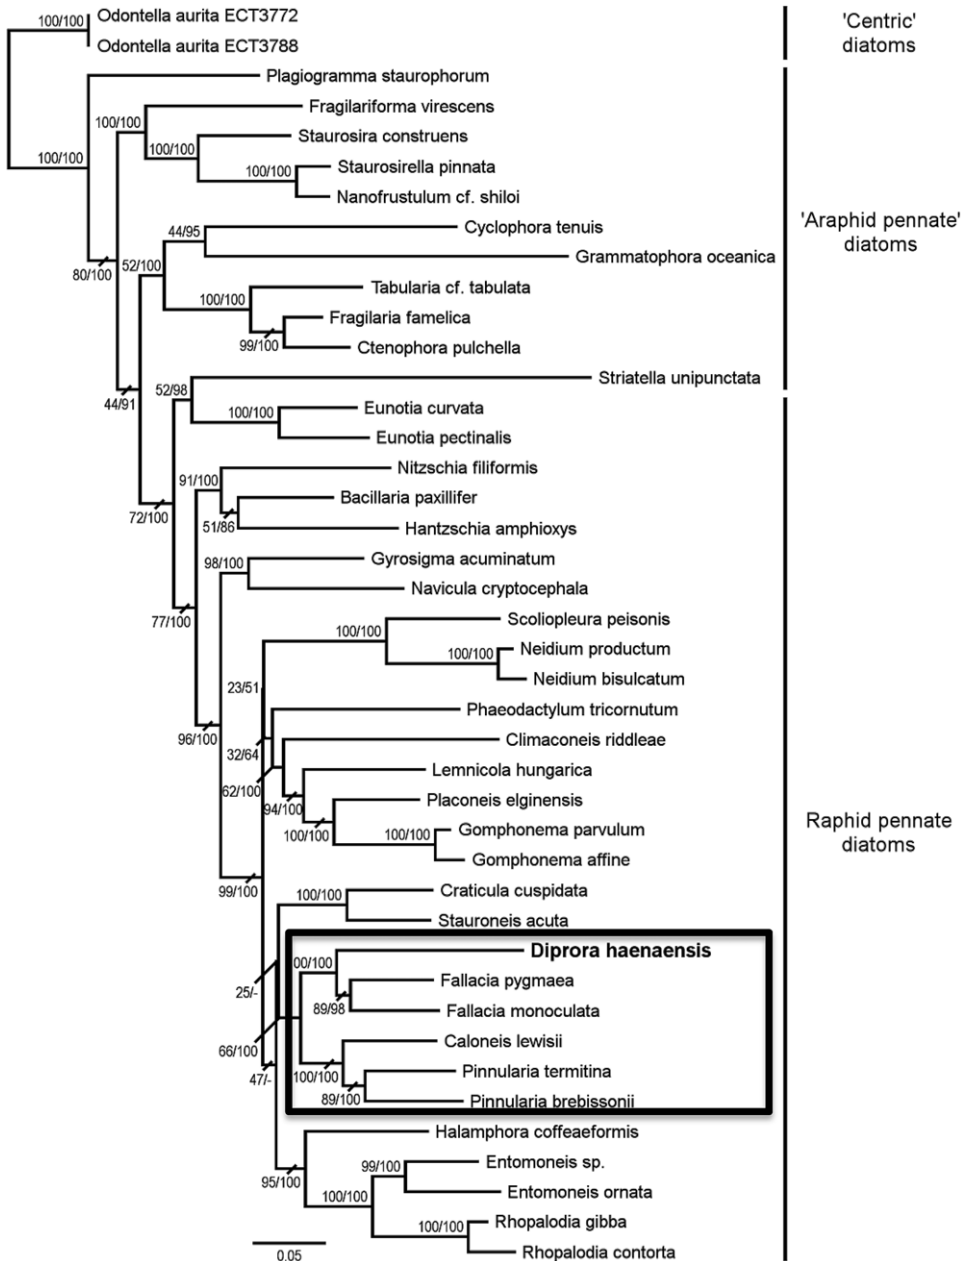 100/100
Odontella aurita ECT3772
Odontella aurita ECT3788
'Centric'
diatoms
Plagiogramma staurophorum
100/100
Fragilariforma virescens
100/100
Staurosira construens
100/100
Staurosirella pinnata
100/100
Nanofrustulum cf. shiloi
80/100
44/95
Cyclophora tenuis
52/100
Grammatophora oceanica
'Araphid pennate'
diatoms
100/100
Tabularia cf. tabulata
Fragilaria famelica
99/100
Ctenophora pulchella
44/91
52/98
Striatella unipunctata
100/100
Eunotia curvata
Eunotia pectinalis
72/100
91/100
Nitzschia filiformis
Bacillaria paxillifer
51/86
Hantzschia amphioxys
77/100
98/100
Gyrosigma acuminatum
Navicula cryptocephala
96/100
100/100
Scoliopleura peisonis
100/100
Neidium productum
Neidium bisulcatum
23/51
Phaeodactylum tricornutum
32/64
Climaconeis riddleae
62/100
Lemnicola hungarica
94/100
Placoneis elginensis
100/100
100/100
Gomphonema parvulum
Gomphonema affine
Raphid pennate
diatoms
99/100
100/100
Craticula cuspidata
Stauroneis acuta
25/-
00/100
Diprora haenaensis
Fallacia pygmaea
89/98
Fallacia monoculata
66/100
Caloneis lewisii
100/100
Pinnularia termitina
89/100
Pinnularia brebissonii
47/-
Halamphora coffeaeformis
95/100
99/100
Entomoneis sp.
100/100
Entomoneis ornata
100/100
Rhopalodia gibba
Rhopalodia contorta
0.05